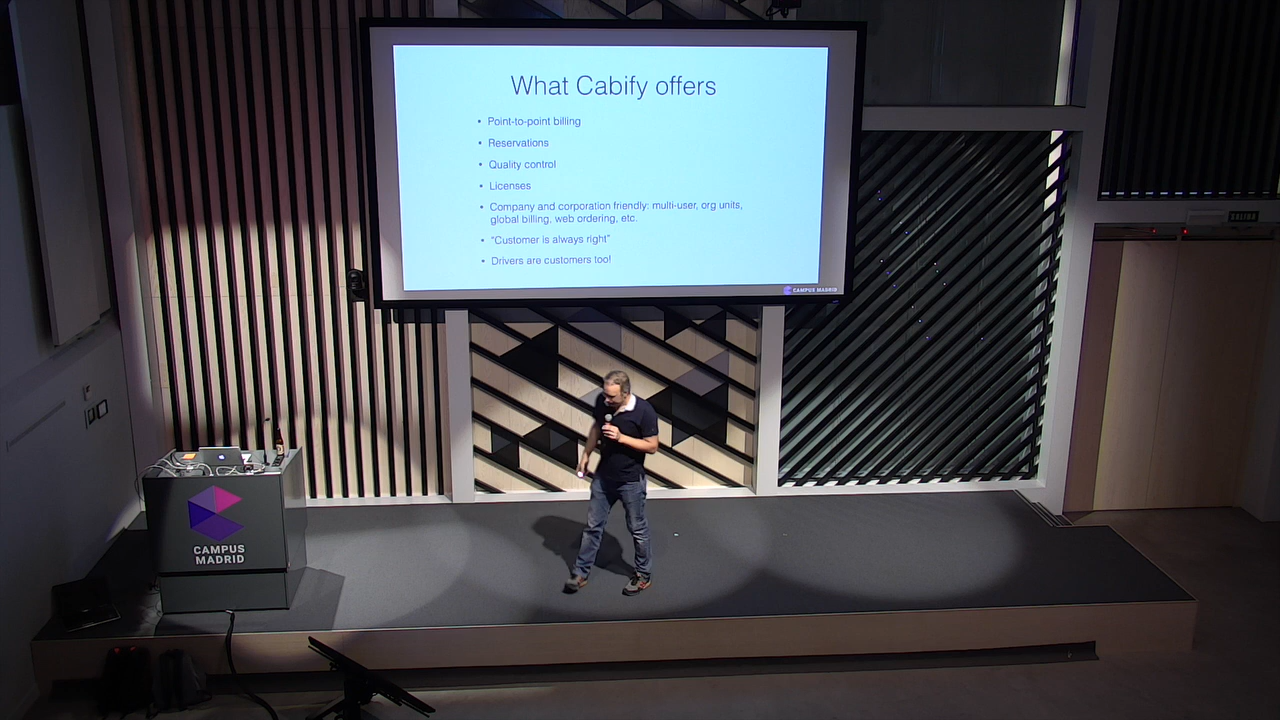 What Cabify offers
• Point-to-point billing
• Reservations
• Quality control
• Licenses
• Company and corporation friendly: multi-user, org units,
global billing, web ordering, etc.
• “Customer is always right”
• Drivers are customers too!
CAMPUS MADRID
SALIDA
CAMPUS
MADRID